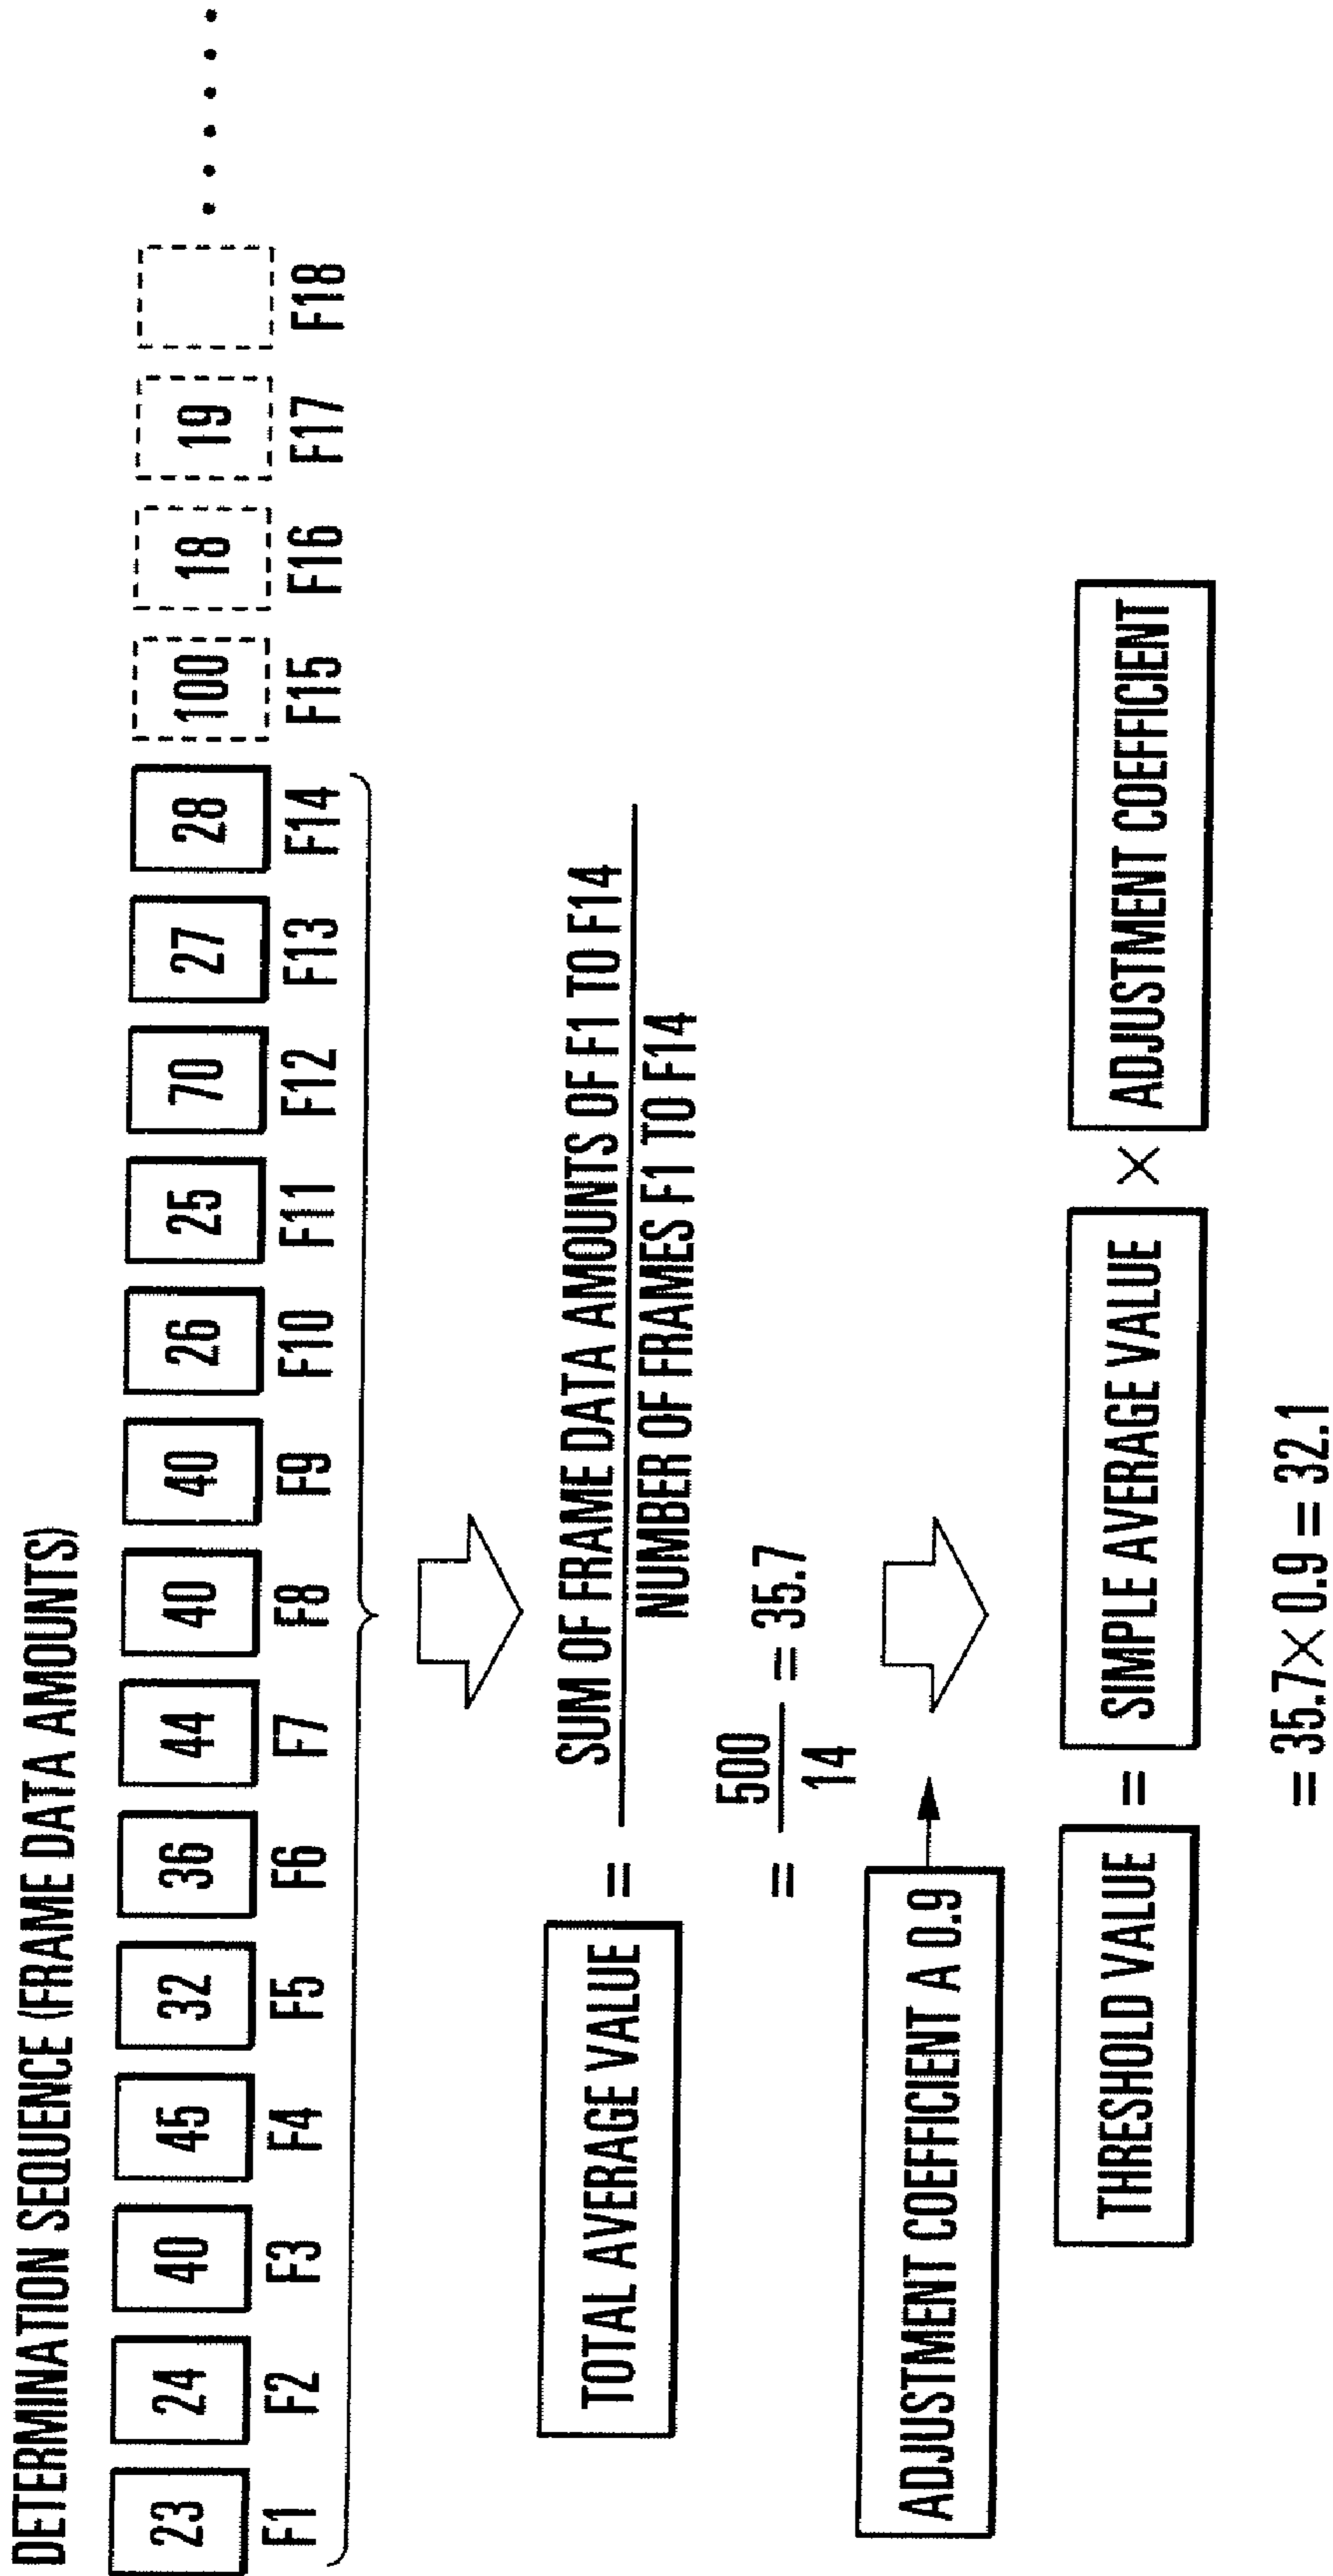 DETERMINATION SEQUENCE (FRAME DATA AMOUNTS)
23 24 40 45 32 36 44 40 40 26 25 70 27 28 100 18 19 ......
F1 F2 F3 F4 F5 F6 F7 F8 F9 F10 F11 F12 F13 F14 F15 F16 F17 F18
SUM OF FRAME DATA AMOUNTS OF F1 TO F14
TOTAL AVERAGE VALUE =
NUMBER OF FRAMES F1 TO F14
500
= = 35.7
14
ADJUSTMENT COEFFICIENT A 0.9
THRESHOLD VALUE = SIMPLE AVERAGE VALUE × ADJUSTMENT COEFFICIENT
= 35.7 × 0.9 = 32.1